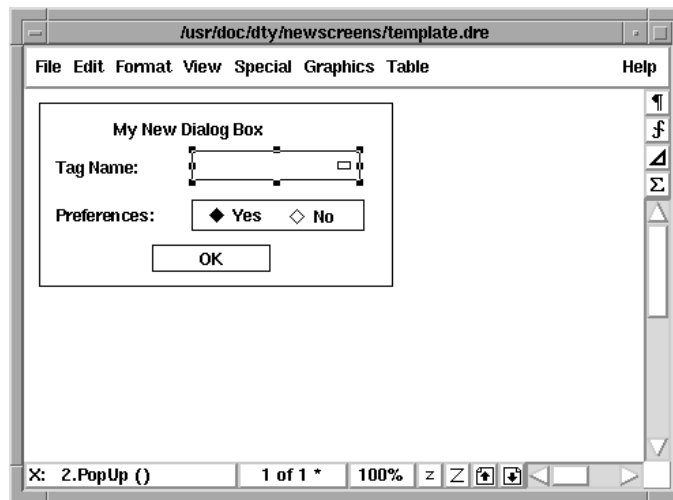 /usr/doc/dty/newscreens/template.dre
File Edit Format View Special Graphics Table Help
¶
My New Dialog Box
Tag Name:
Σ
Preferences: Yes No
OK
X: 2.PopUp () 1 of 1 * 100% z Z